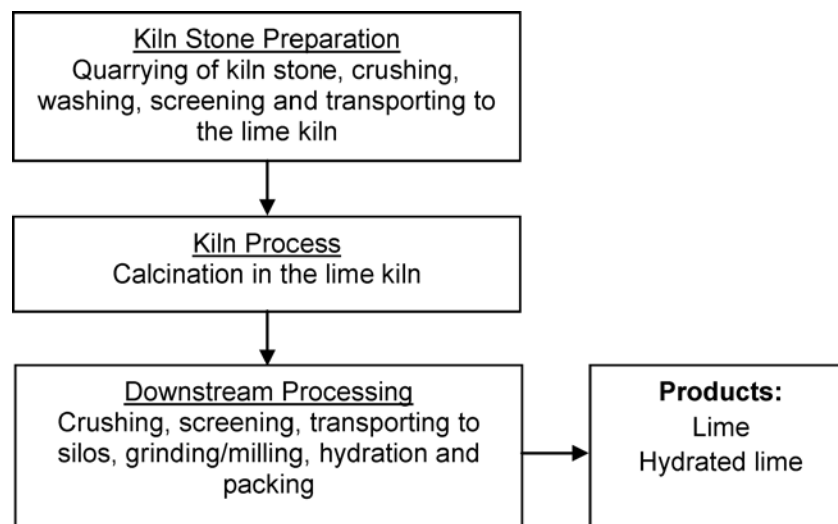 Kiln Stone Preparation
Quarrying of kiln stone, crushing,
washing, screening and transporting to
the lime kiln
Kiln Process
Calcination in the lime kiln
Downstream Processing
Crushing, screening, transporting to
silos, grinding/milling, hydration and
packing
Products:
Lime
Hydrated lime